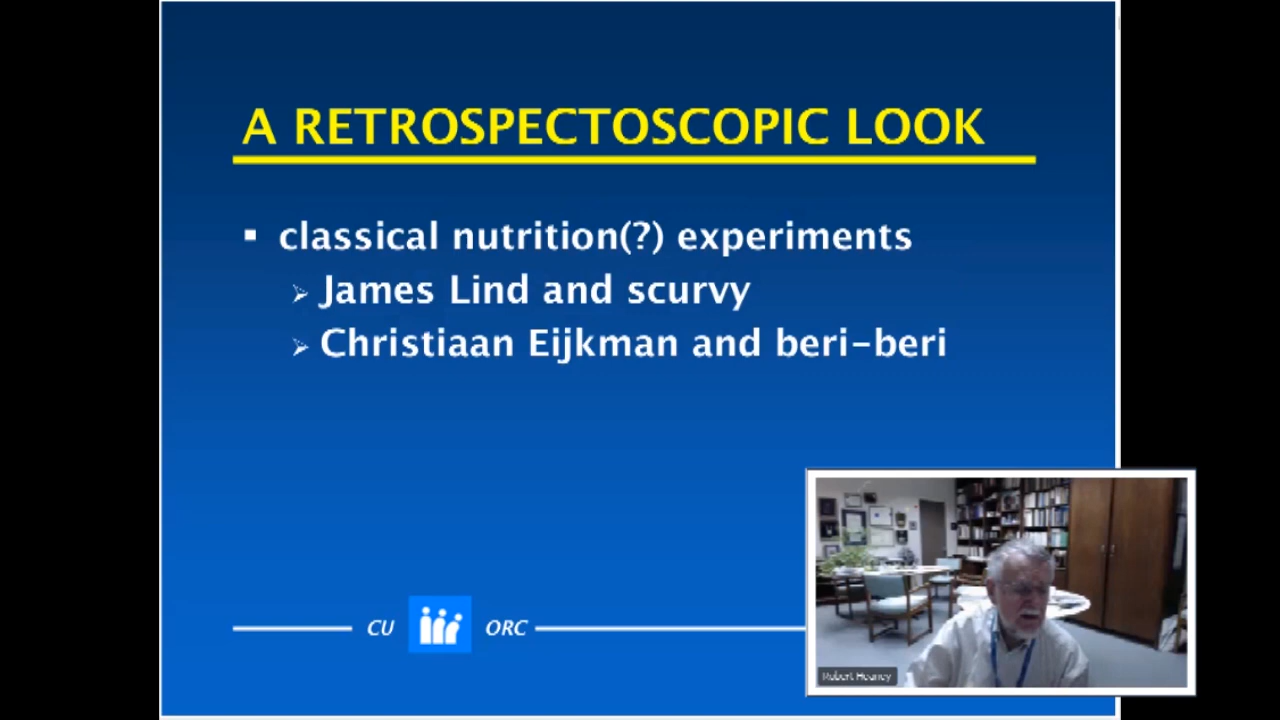 A RETROSPECTOSCOPIC LOOK
▪ classical nutrition(?) experiments
➢ James Lind and scurvy
➢ Christiaan Eijkman and beri-beri
CU ORC
Robert Heaney